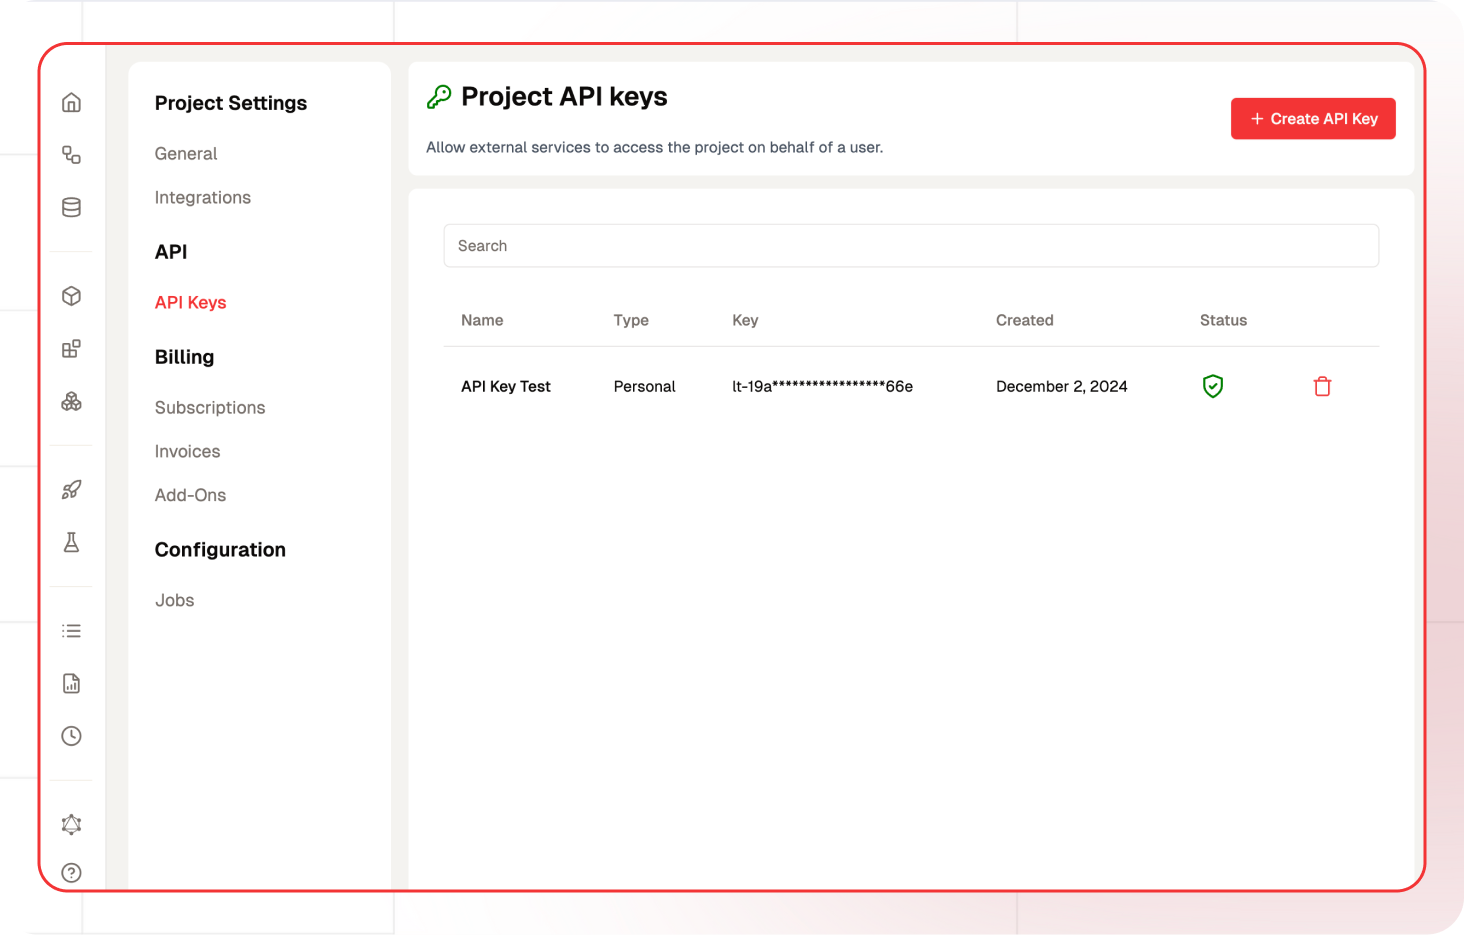 Project Settings
General
Integrations
API
API Keys
Billing
Subscriptions
Invoices
Add-Ons
Configuration
Jobs
Project API keys
Allow external services to access the project on behalf of a user.
+ Create API Key
Search
Name Type Key Created Status
API Key Test Personal lt-19a*****************66e December 2, 2024